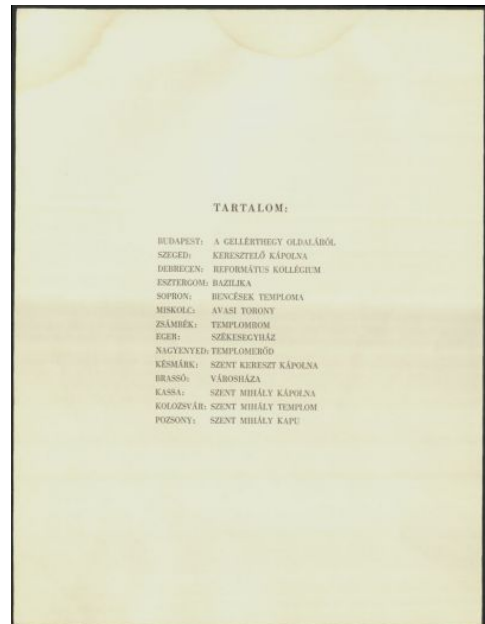 TARTALOM:
BUDAPEST: A GELLÉRTHEGY OLDALÁRÓL
SZEGED: KERESZTELŐ KÁPOLNA
DEBRECEN: REFORMÁTUS KOLLÉGIUM
ESZTERGOM: BAZILIKA
SOPRON: BENCÉSEK TEMPLOMA
MISKOLC: AVASI TORONY
ZSÁMBÉK: TEMPLOMROM
EGER: SZÉKESEGYHÁZ
NAGYENYED: TEMPLOMERŐD
KÉSMÁRK: SZENT KERESZT KÁPOLNA
BRASSÓ: VÁROSHÁZA
KASSA: SZENT MIHÁLY KÁPOLNA
KOLOZSVÁR: SZENT MIHÁLY TEMPLOM
POZSONY: SZENT MIHÁLY KAPU